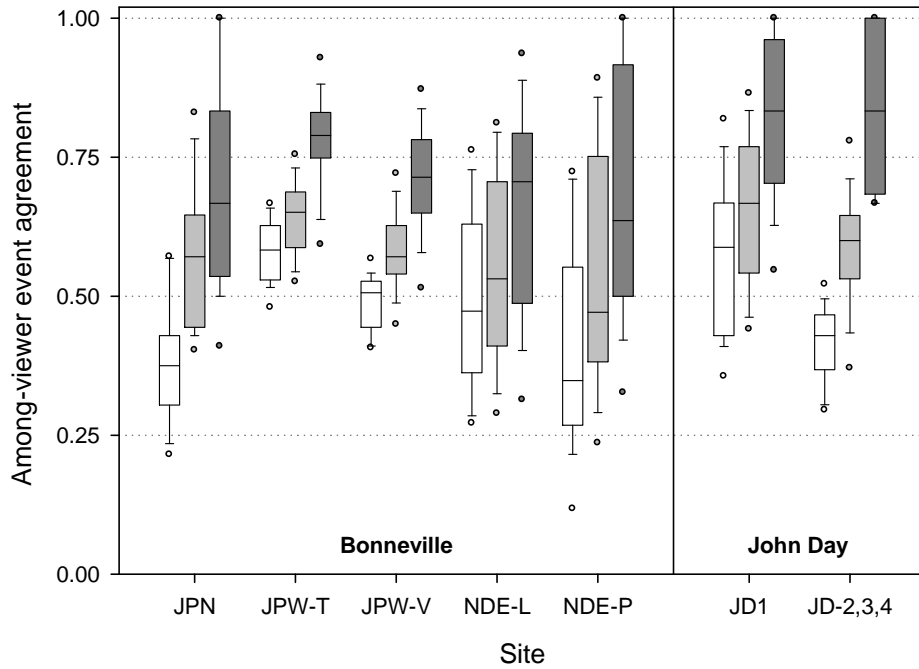 1.00
0.75
0.50
0.25
0.00
Among-viewer event agreement
Bonneville
John Day
JPN JPW-T JPW-V NDE-L NDE-P JD1 JD-2,3,4
Site